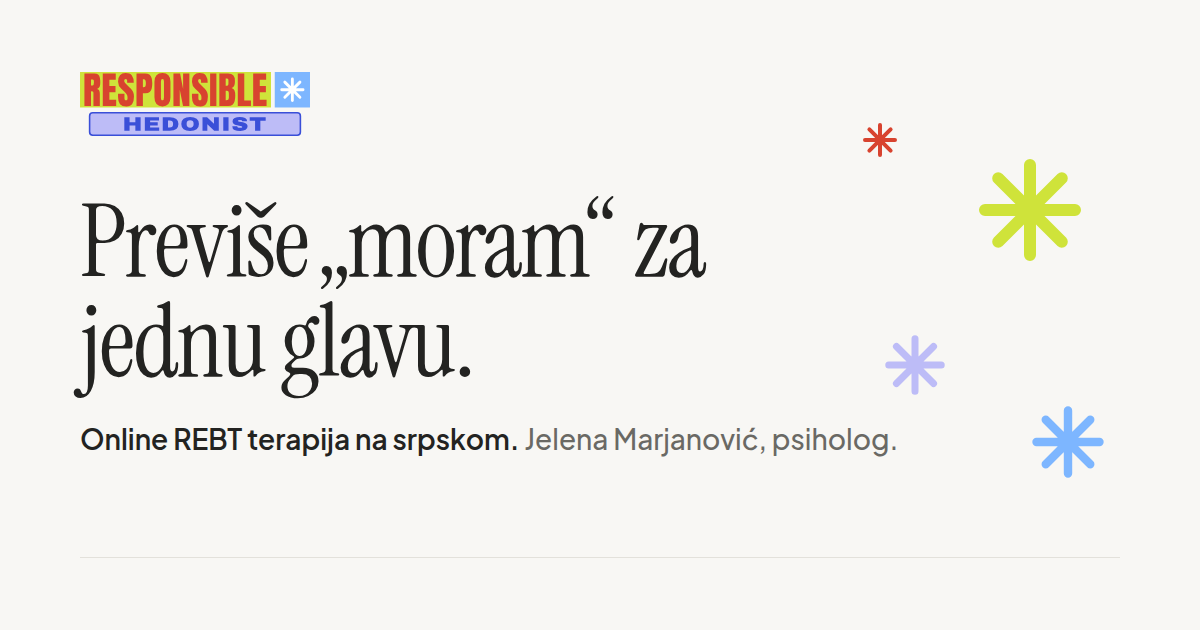 RESPONSIBLE
HEDONIST
Previše „moram“ za
jednu glavu.
Online REBT terapija na srpskom. Jelena Marjanović, psiholog.